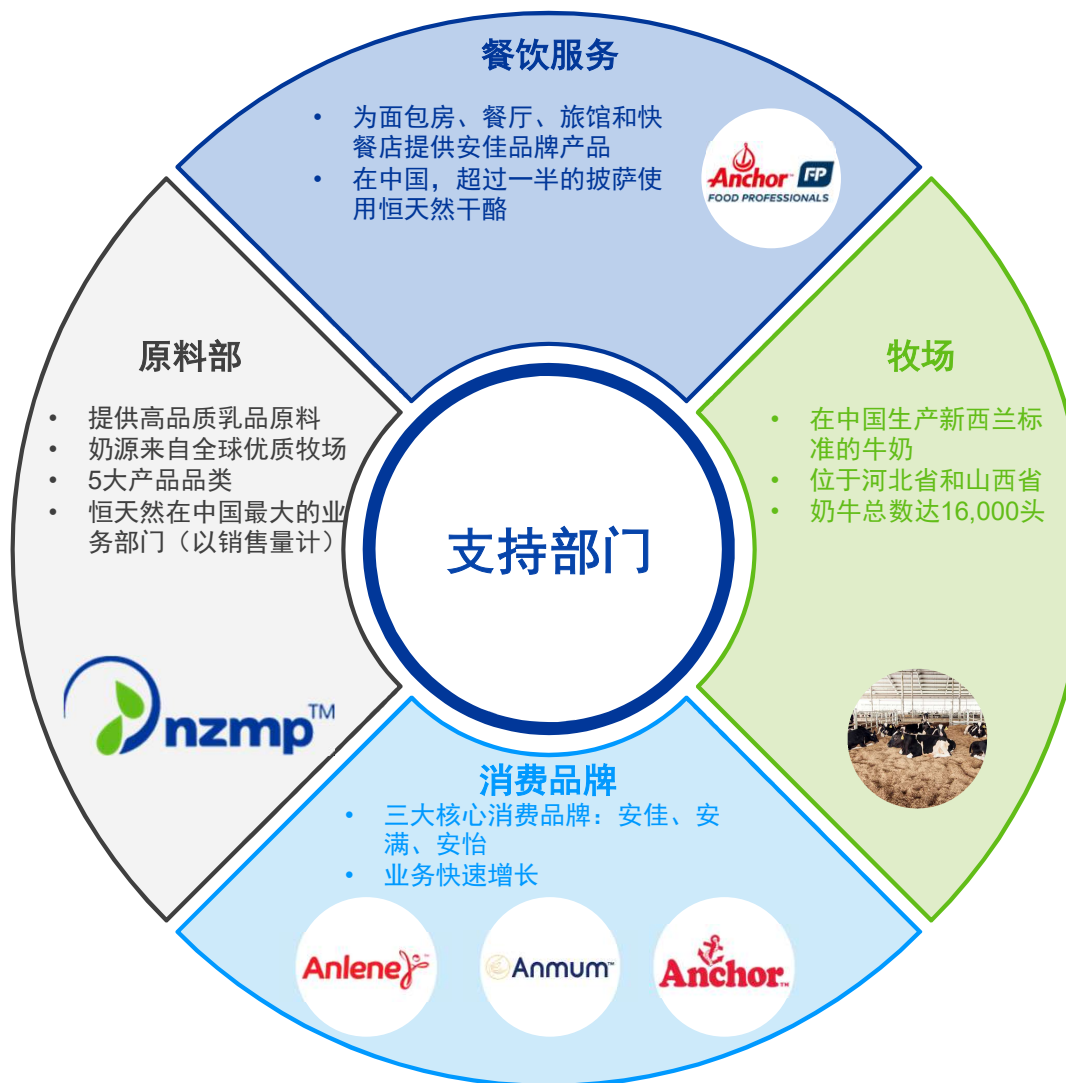 餐饮服务
• 为面包房、餐厅、旅馆和快
餐店提供安佳品牌产品
• 在中国，超过一半的披萨使
用恒天然干酪
Anchor™ FP
FOOD PROFESSIONALS
原料部
• 提供高品质乳品原料
• 奶源来自全球优质牧场
• 5大产品品类
• 恒天然在中国最大的业
务部门（以销售量计）
nzmp™
支持部门
牧场
• 在中国生产新西兰标
准的牛奶
• 位于河北省和山西省
• 奶牛总数达16,000头
消费品牌
• 三大核心消费品牌：安佳、安
满、安怡
• 业务快速增长
Anlene™
Anmum™
Anchor™